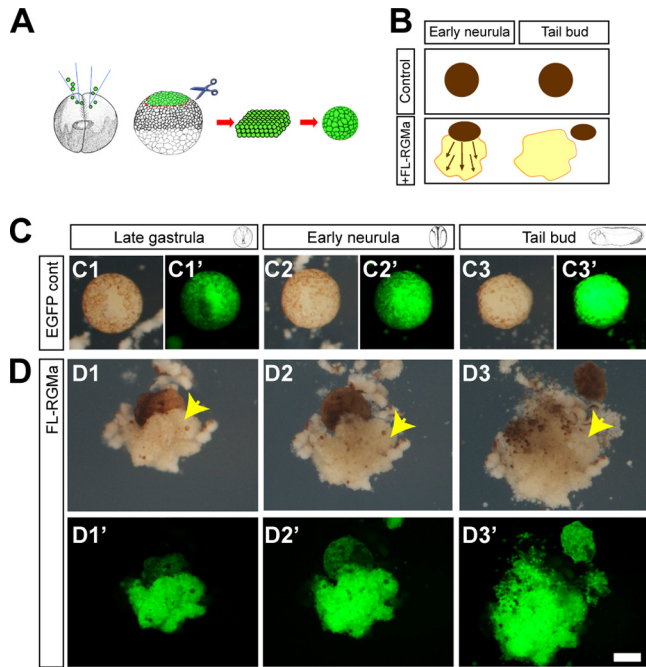 A
B
Early neurula Tail bud
Control
+FL-RGMa
C
Late gastrula Early neurula Tail bud
EGFP cont
C1 C1’ C2 C2’ C3 C3’
D
FL-RGMa
D1 D2 D3
D1’ D2’ D3’